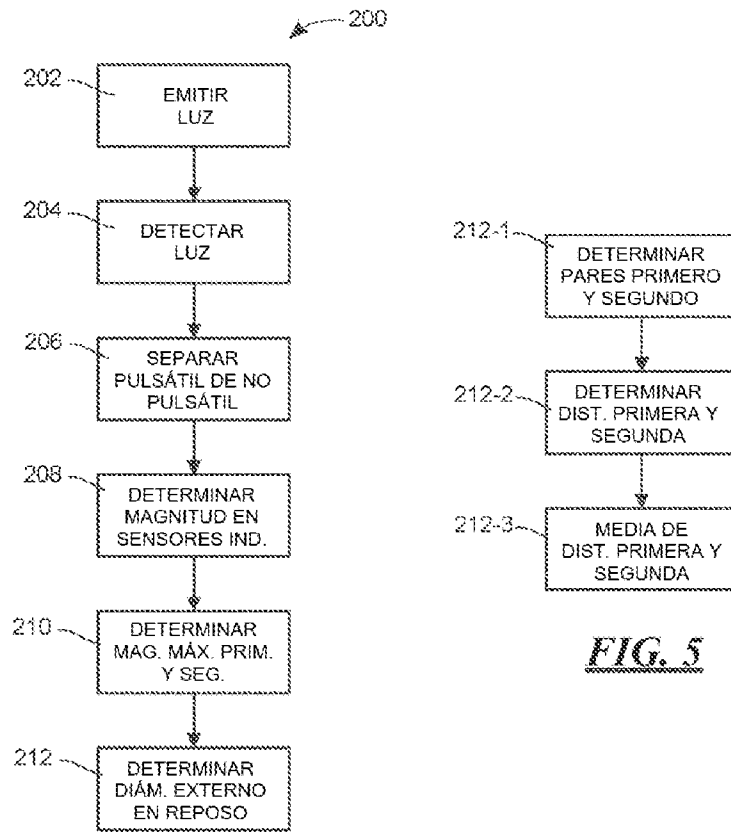 200
202
EMITIR
LUZ
204
DETECTAR
LUZ
206
SEPARAR
PULSÁTIL DE NO
PULSÁTIL
208
DETERMINAR
MAGNITUD EN
SENSORES IND.
210
DETERMINAR
MAG. MÁX. PRIM.
Y SEG.
212
DETERMINAR
DIÁM. EXTERNO
EN REPOSO
212-1
DETERMINAR
PARES PRIMERO
Y SEGUNDO
212-2
DETERMINAR
DIST. PRIMERA Y
SEGUNDA
212-3
MEDIA DE
DIST. PRIMERA Y
SEGUNDA
FIG. 5